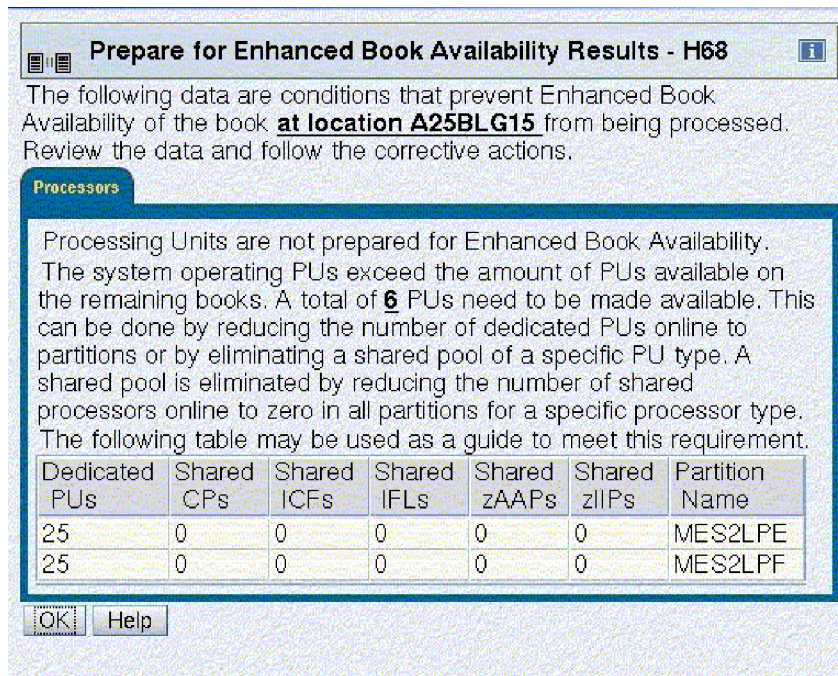 Prepare for Enhanced Book Availability Results - H68
i
The following data are conditions that prevent Enhanced Book
Availability of the book at location A25BLG15 from being processed.
Review the data and follow the corrective actions.
Processors
Processing Units are not prepared for Enhanced Book Availability.
The system operating PUs exceed the amount of PUs available on
the remaining books. A total of 6 PUs need to be made available. This
can be done by reducing the number of dedicated PUs online to
partitions or by eliminating a shared pool of a specific PU type. A
shared pool is eliminated by reducing the number of shared
processors online to zero in all partitions for a specific processor type.
The following table may be used as a guide to meet this requirement.
Dedicated Shared Shared Shared Shared Shared Partition
PUs CPs ICFs IFLs zAAPs zIIPs Name
25 0 0 0 0 0 MES2LPE
25 0 0 0 0 0 MES2LPF
OK Help